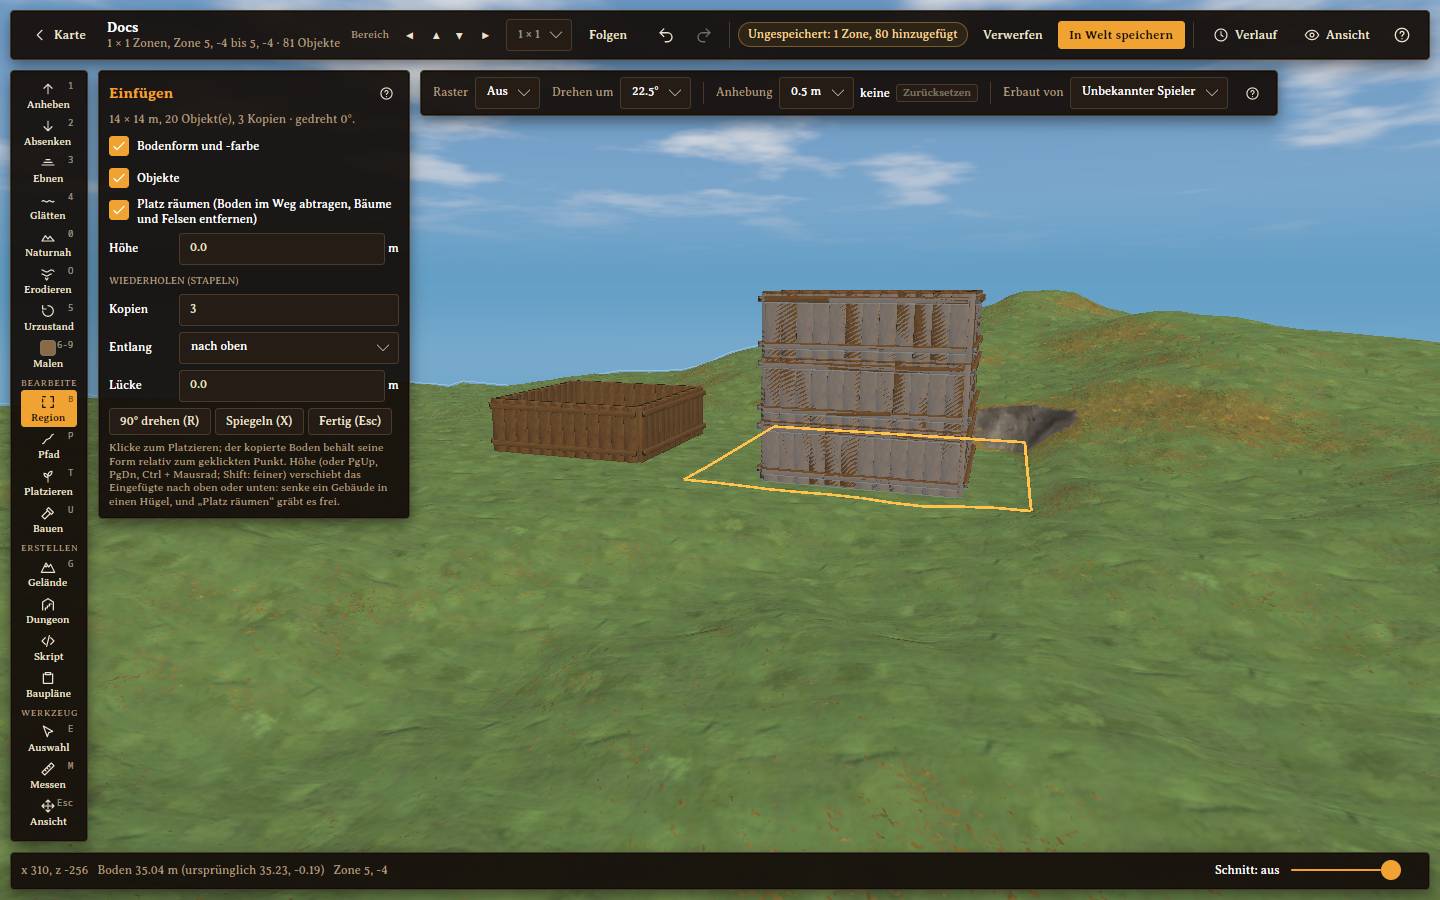 Karte
Docs
1 × 1 Zonen, Zone 5, -4 bis 5, -4 · 81 Objekte
Bereich
1 × 1
Folgen
Ungespeichert: 1 Zone, 80 hinzugefügt
Verwerfen
In Welt speichern
Verlauf
Ansicht
1
Anheben
2
Absenken
3
Ebnen
4
Glätten
0
Naturnah
O
Erodieren
5
Urzustand
6-9
Malen
BEARBEITE
B
Region
P
Pfad
T
Platzieren
U
Bauen
ERSTELLEN
G
Gelände
Dungeon
Skript
Baupläne
WERKZEUG
E
Auswahl
M
Messen
Esc
Ansicht
Einfügen
14 × 14 m, 20 Objekt(e), 3 Kopien · gedreht 0°.
Bodenform und -farbe
Objekte
Platz räumen (Boden im Weg abtragen, Bäume
und Felsen entfernen)
Höhe 0.0 m
WIEDERHOLEN (STAPELN)
Kopien 3
Entlang nach oben
Lücke 0.0 m
90° drehen (R) Spiegeln (X) Fertig (Esc)
Klicke zum Platzieren; der kopierte Boden behält seine
Form relativ zum geklickten Punkt. Höhe (oder PgUp,
PgDn, Ctrl + Mausrad; Shift: feiner) verschiebt das
Eingefügte nach oben oder unten: senke ein Gebäude in
einen Hügel, und „Platz räumen“ gräbt es frei.
Raster Aus Drehen um 22.5° Anhebung 0.5 m keine Zurücksetzen Erbaut von Unbekannter Spieler
x 310, z -256 Boden 35.04 m (ursprünglich 35.23, -0.19) Zone 5, -4
Schnitt: aus